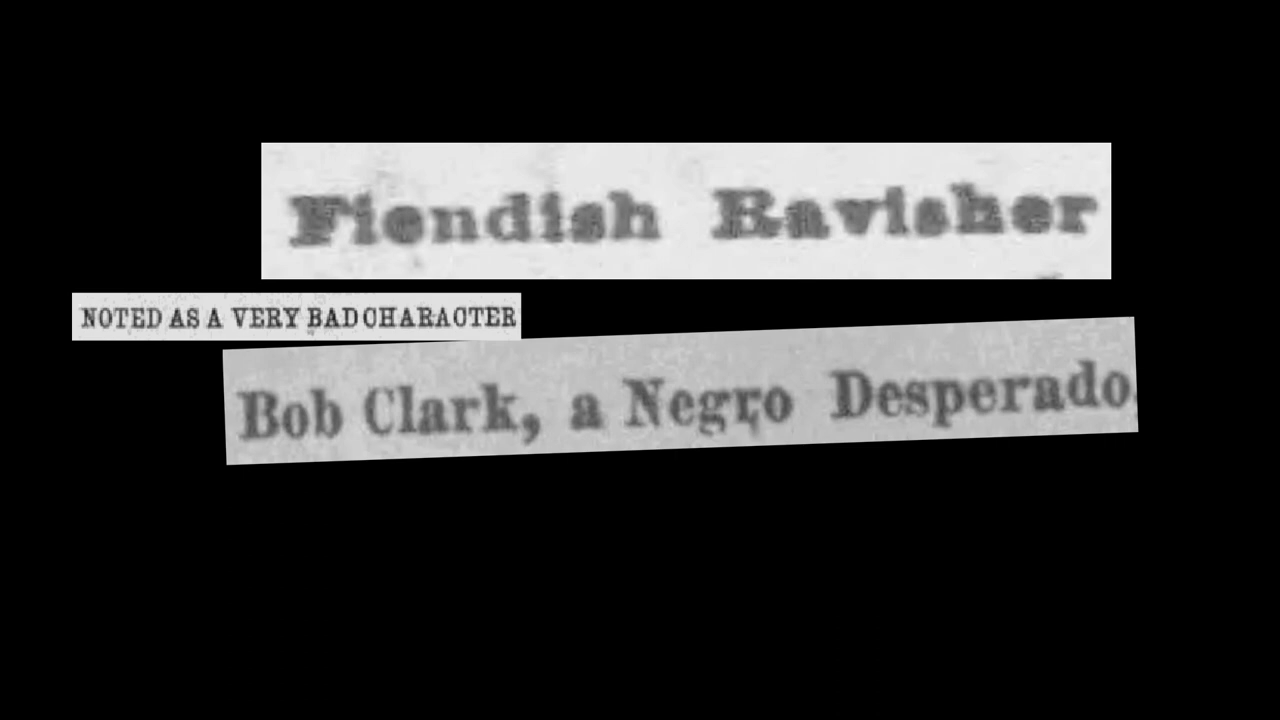 Fiendish Ravisher
NOTED AS A VERY BAD CHARACTER
Bob Clark, a Negro Desperado.